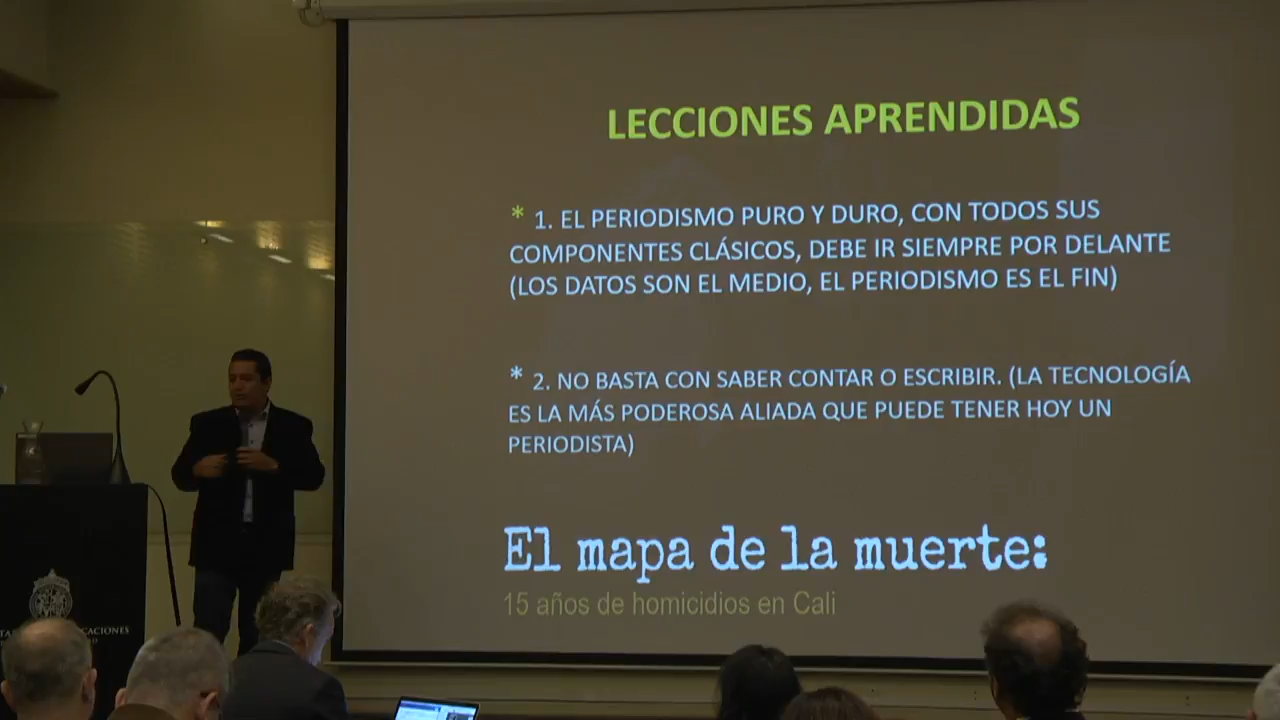 LECCIONES APRENDIDAS
* 1. EL PERIODISMO PURO Y DURO, CON TODOS SUS
COMPONENTES CLÁSICOS, DEBE IR SIEMPRE POR DELANTE
(LOS DATOS SON EL MEDIO, EL PERIODISMO ES EL FIN)
* 2. NO BASTA CON SABER CONTAR O ESCRIBIR. (LA TECNOLOGÍA
ES LA MÁS PODEROSA ALIADA QUE PUEDE TENER HOY UN
PERIODISTA)
El mapa de la muerte:
15 años de homicidios en Cali